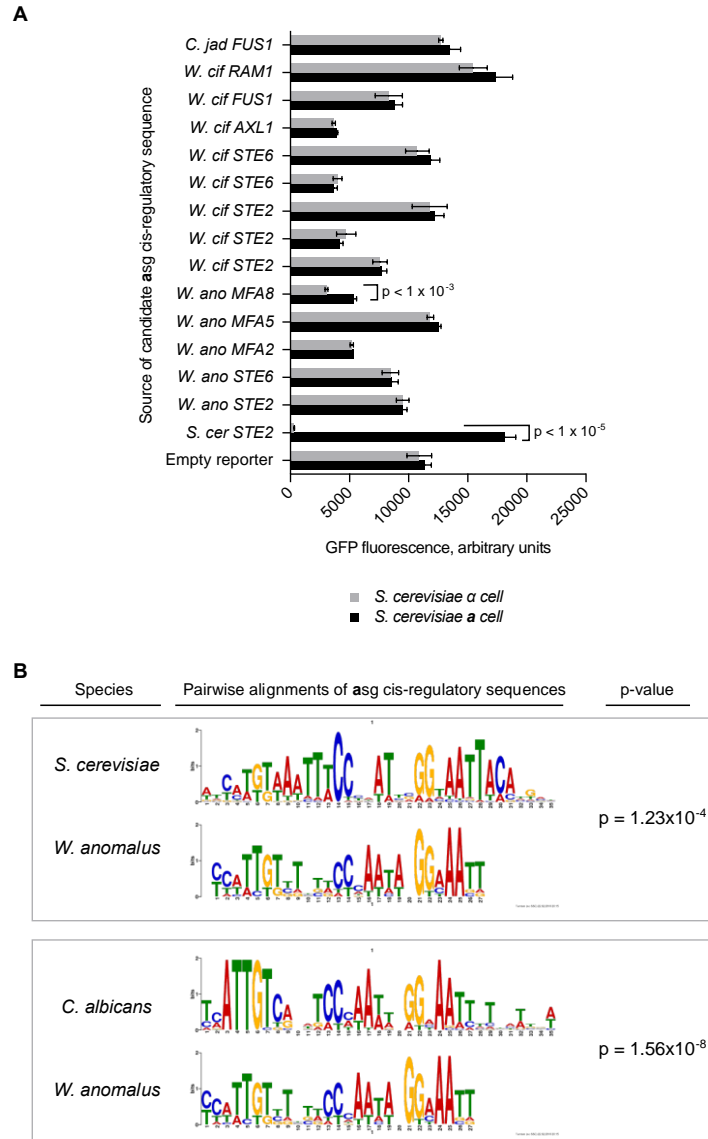 A
Source of candidate asg cis-regulatory sequence
C. jad FUS1
W. cif RAM1
W. cif FUS1
W. cif AXL1
W. cif STE6
W. cif STE6
W. cif STE2
W. cif STE2
W. cif STE2
W. ano MFA8
p < 1 x 10⁻³
W. ano MFA5
W. ano MFA2
W. ano STE6
W. ano STE2
S. cer STE2
p < 1 x 10⁻⁵
Empty reporter
0 5000 10000 15000 20000 25000
GFP fluorescence, arbitrary units
S. cerevisiae α cell
S. cerevisiae a cell
B
Species Pairwise alignments of asg cis-regulatory sequences p-value
S. cerevisiae
W. anomalus
p = 1.23x10⁻⁴
C. albicans
W. anomalus
p = 1.56x10⁻⁸